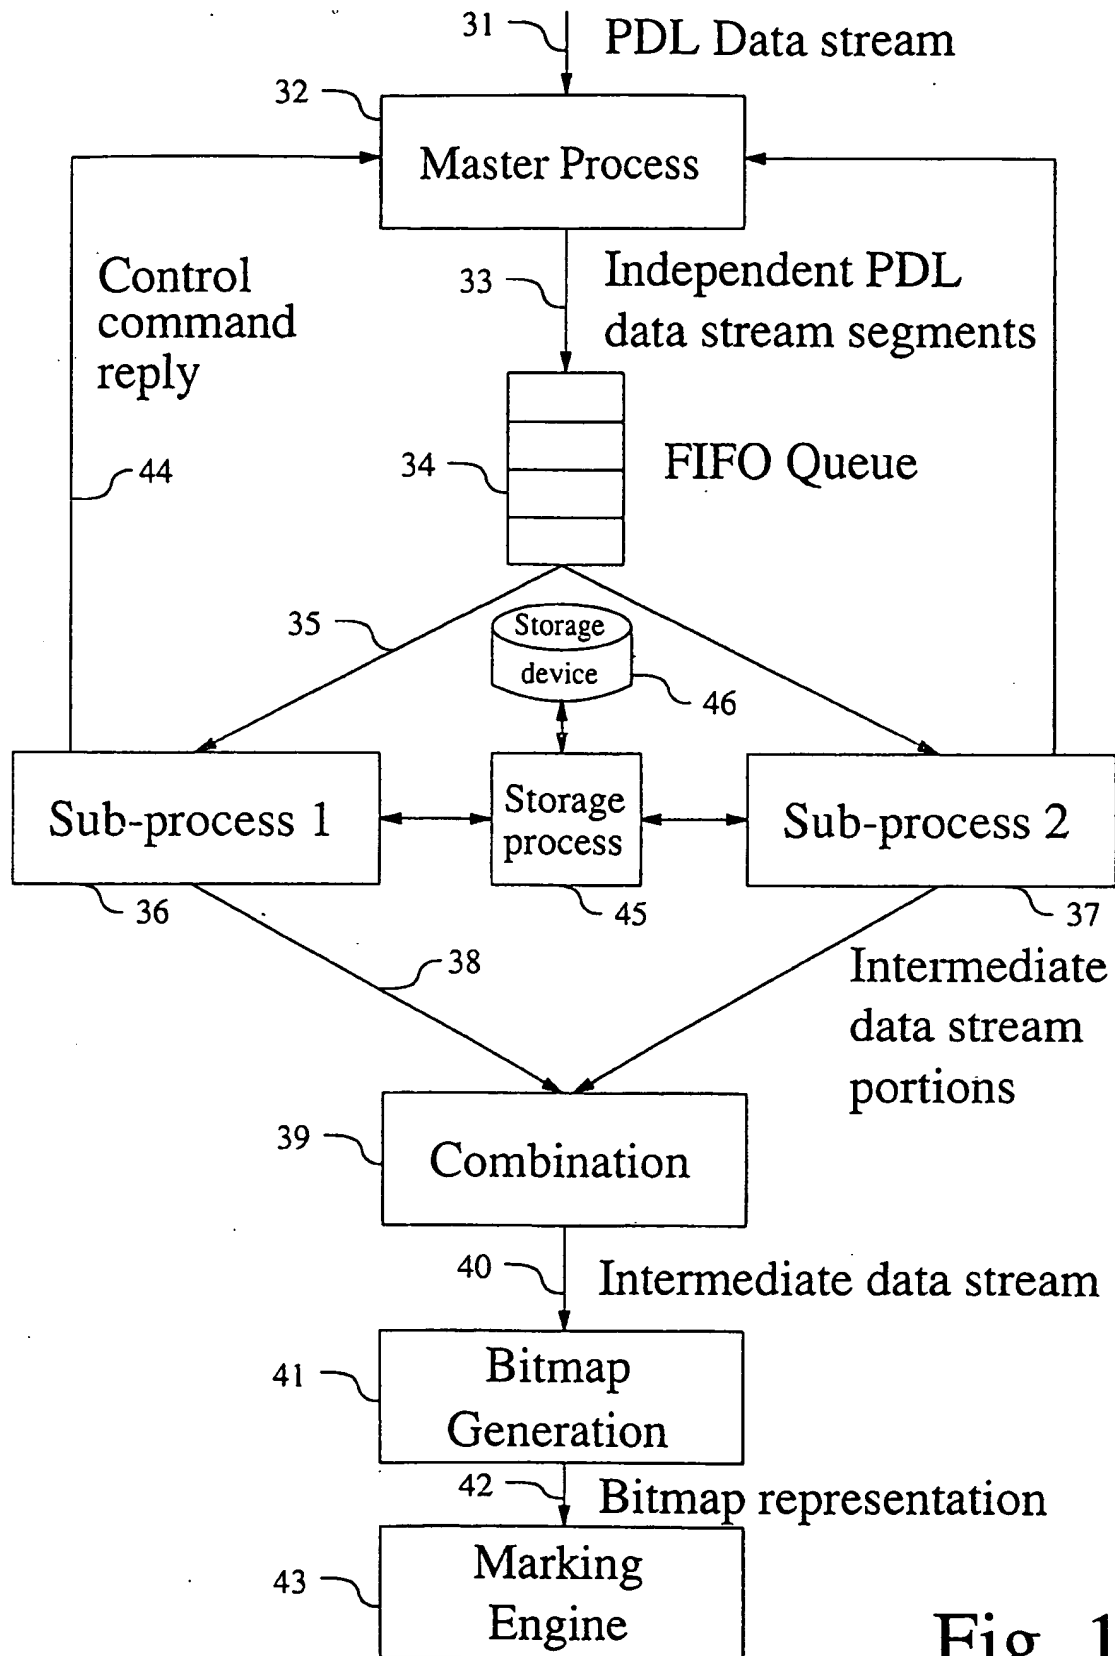 31
PDL Data stream
32
Master Process
Control
command
reply
33
Independent PDL
data stream segments
44
34
FIFO Queue
35
Storage
device
46
Sub-process 1
Storage
process
Sub-process 2
36
45
37
38
Intermediate
data stream
portions
39
Combination
40
Intermediate data stream
41
Bitmap
Generation
42
Bitmap representation
43
Marking
Engine
Fig. 1